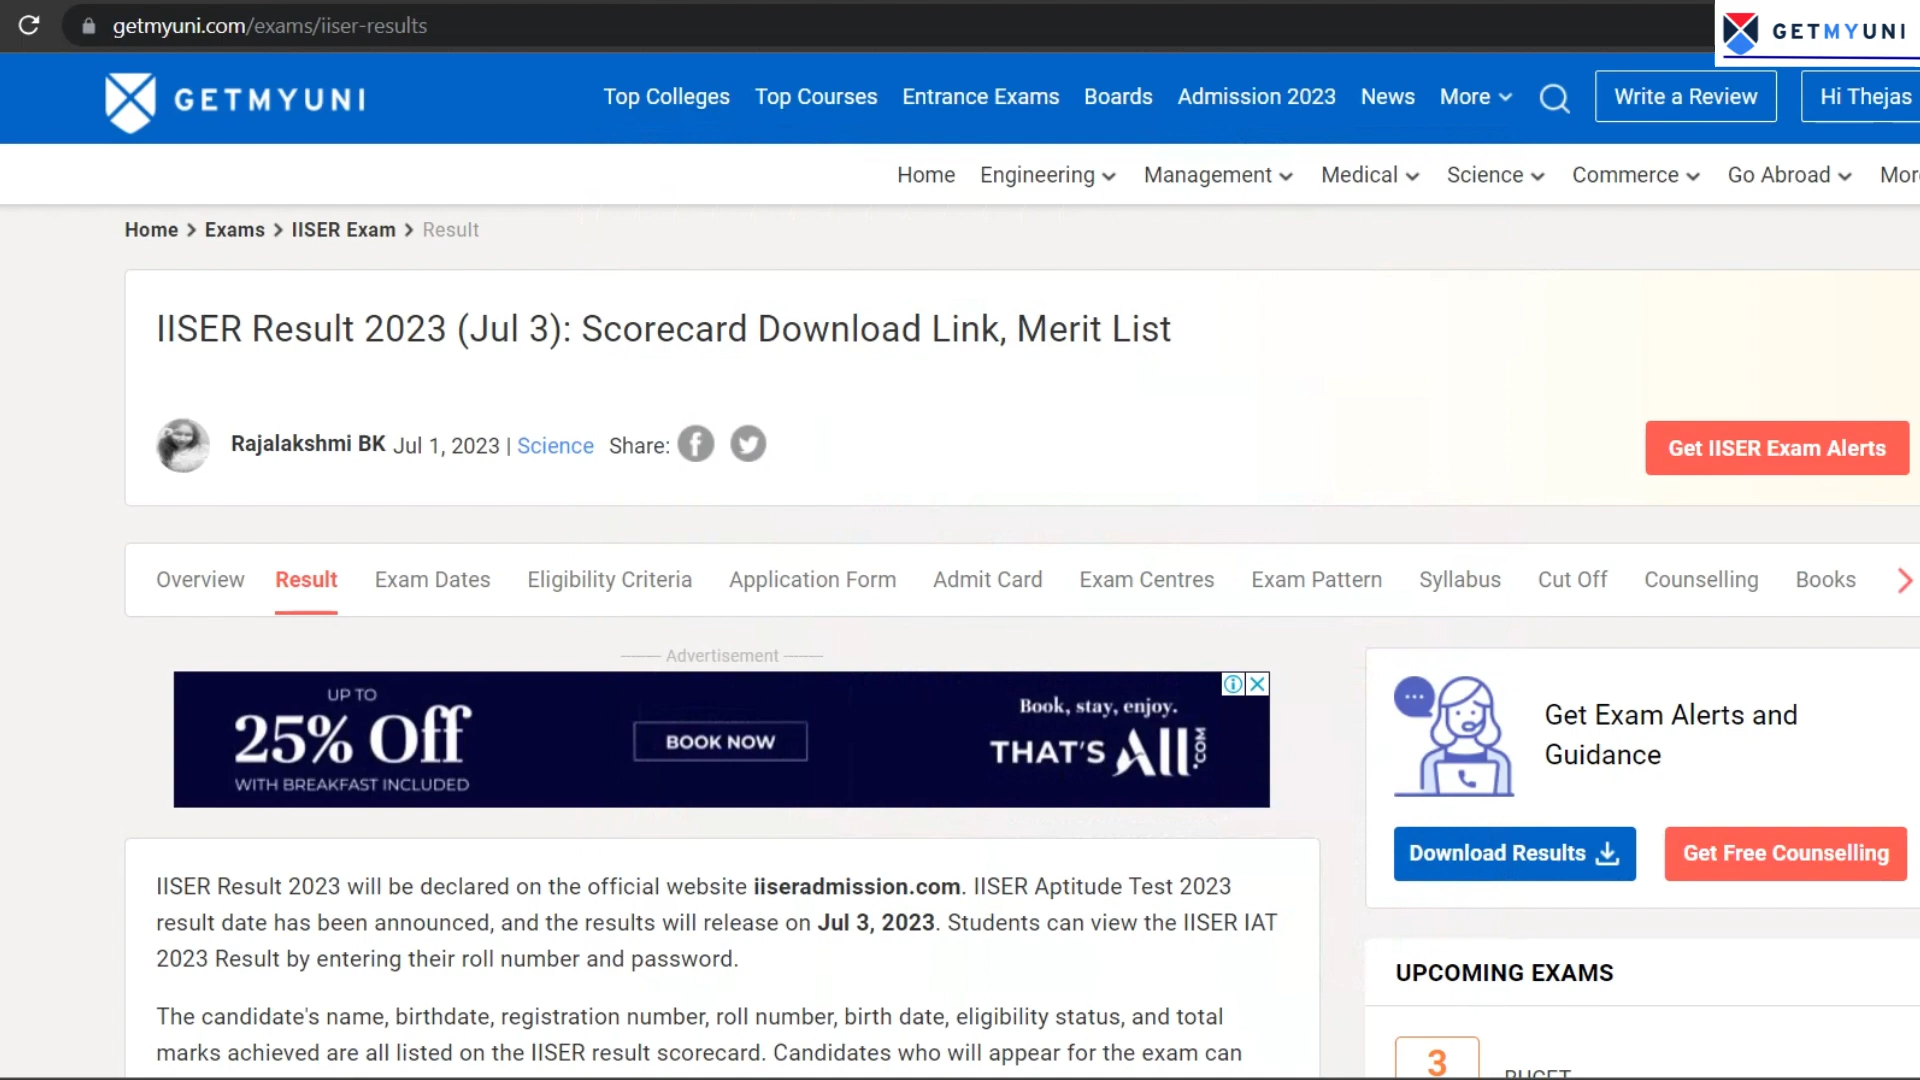 getmyuni.com/exams/iiser-results
GETMYUNI
GETMYUNI
Top Colleges Top Courses Entrance Exams Boards Admission 2023 News More Write a Review Hi Thejas
Home Engineering Management Medical Science Commerce Go Abroad Mor
Home > Exams > IISER Exam > Result
IISER Result 2023 (Jul 3): Scorecard Download Link, Merit List
Rajalakshmi BK Jul 1, 2023 | Science Share:
Get IISER Exam Alerts
Overview Result Exam Dates Eligibility Criteria Application Form Admit Card Exam Centres Exam Pattern Syllabus Cut Off Counselling Books
Advertisement
UP TO
25% Off
WITH BREAKFAST INCLUDED
BOOK NOW
Book, stay, enjoy.
THAT'S All.COM
Get Exam Alerts and
Guidance
Download Results
Get Free Counselling
IISER Result 2023 will be declared on the official website iiseradmission.com. IISER Aptitude Test 2023
result date has been announced, and the results will release on Jul 3, 2023. Students can view the IISER IAT
2023 Result by entering their roll number and password.
The candidate's name, birthdate, registration number, roll number, birth date, eligibility status, and total
marks achieved are all listed on the IISER result scorecard. Candidates who will appear for the exam can
UPCOMING EXAMS
3